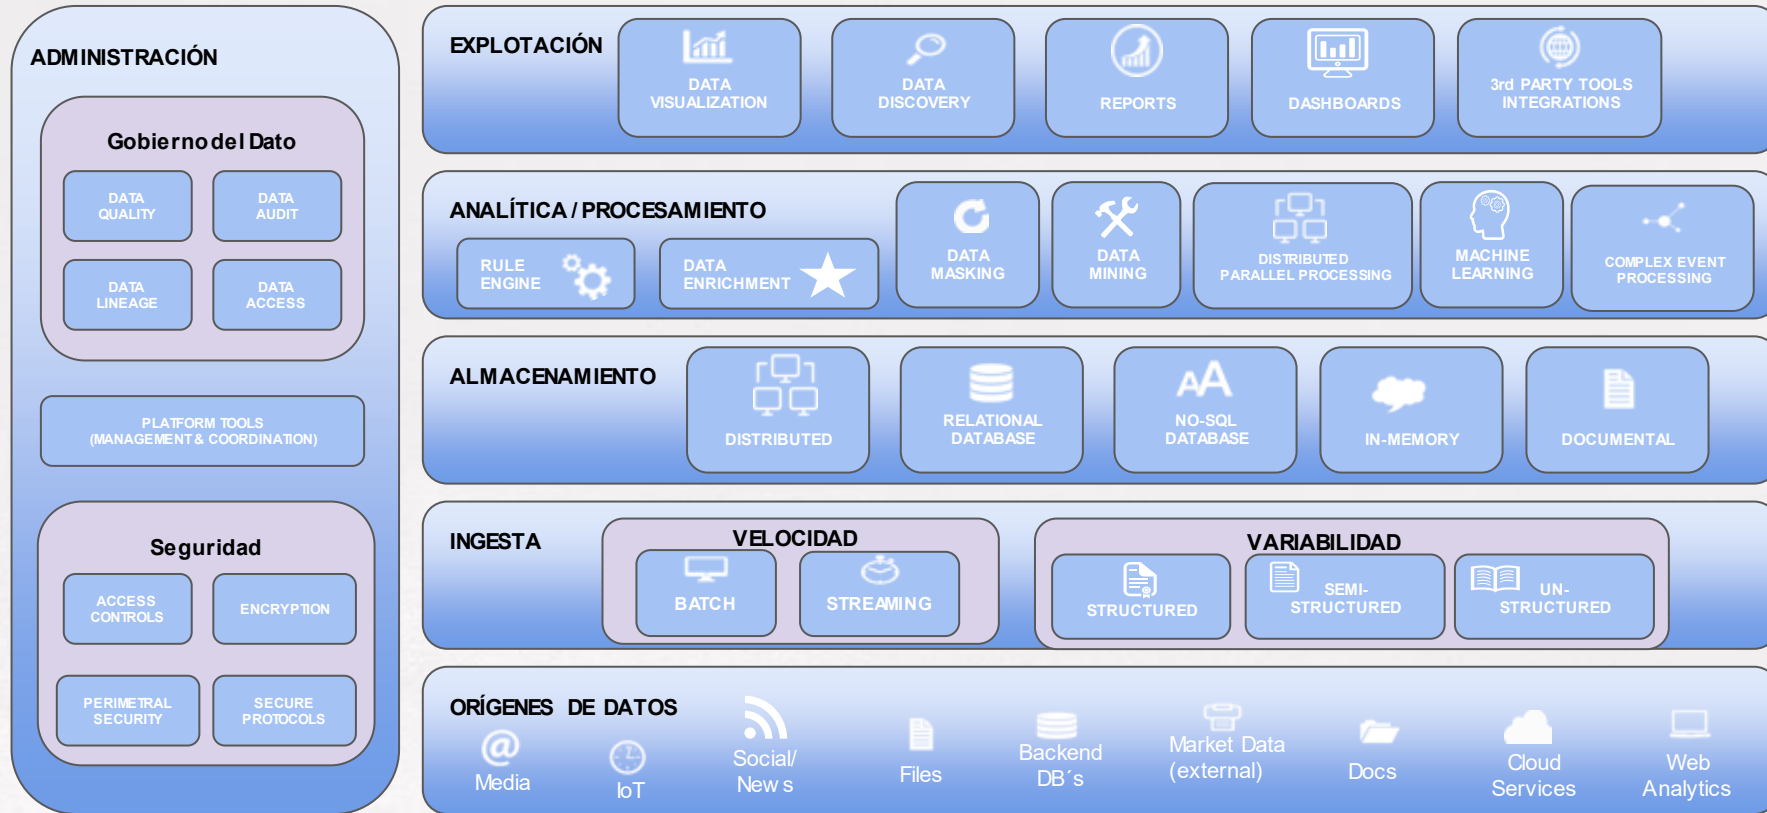 ADMINISTRACIÓN
Gobierno del Dato
DATA
QUALITY
DATA
AUDIT
DATA
LINEAGE
DATA
ACCESS
PLATFORM TOOLS
(MANAGEMENT & COORDINATION)
Seguridad
ACCESS
CONTROLS
ENCRYPTION
PERIMETRAL
SECURITY
SECURE
PROTOCOLS
EXPLOTACIÓN
DATA
VISUALIZATION
DATA
DISCOVERY
REPORTS
DASHBOARDS
3rd PARTY TOOLS
INTEGRATIONS
ANALÍTICA / PROCESAMIENTO
RULE
ENGINE
DATA
ENRICHMENT
DATA
MASKING
DATA
MINING
DISTRIBUTED
PARALLEL PROCESSING
MACHINE
LEARNING
COMPLEX EVENT
PROCESSING
ALMACENAMIENTO
DISTRIBUTED
RELATIONAL
DATABASE
AA
NO-SQL
DATABASE
IN-MEMORY
DOCUMENTAL
INGESTA
VELOCIDAD
BATCH
STREAMING
VARIABILIDAD
STRUCTURED
SEMI-
STRUCTURED
UN-
STRUCTURED
ORÍGENES DE DATOS
@
Media
IoT
Social/
News
Files
Backend
DB´s
Market Data
(external)
Docs
Cloud
Services
Web
Analytics